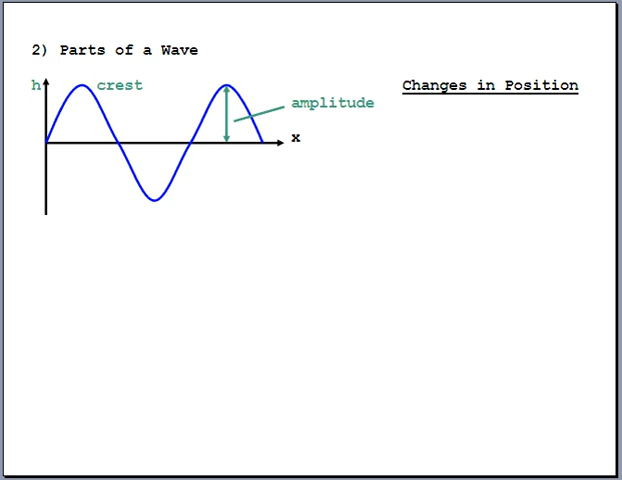 2) Parts of a Wave
h crest
Changes in Position
amplitude
x